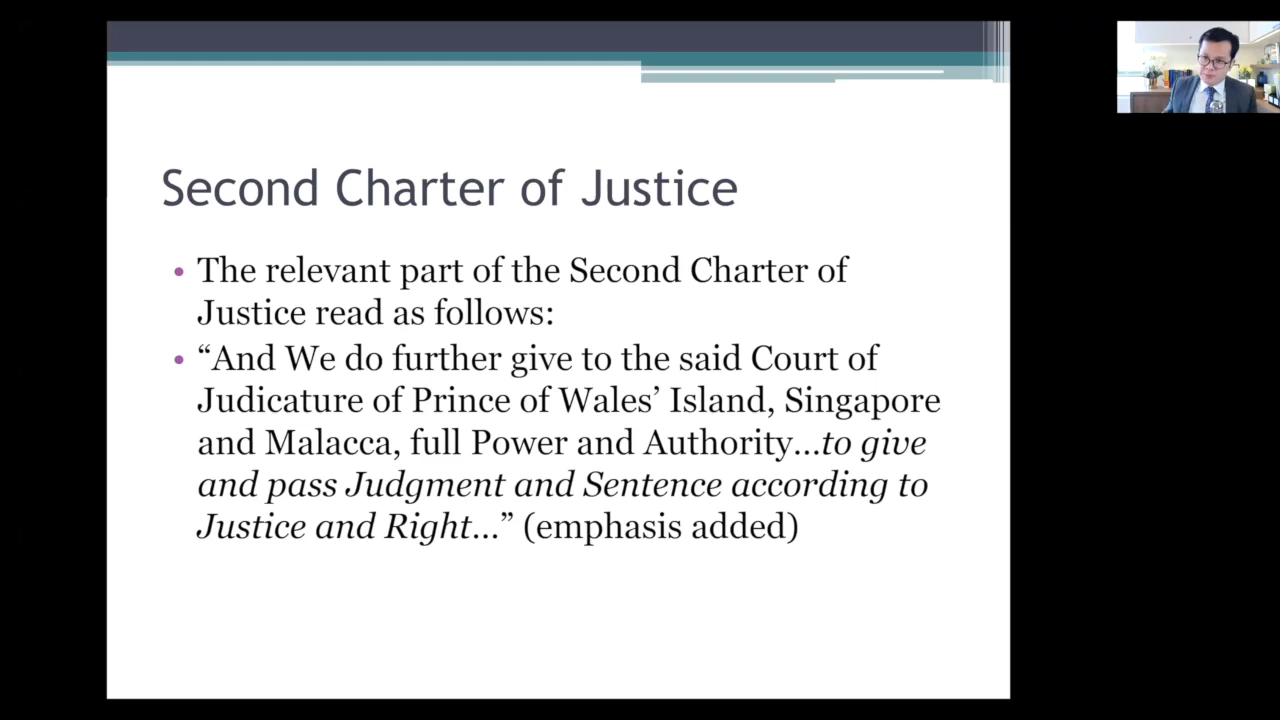 Second Charter of Justice
• The relevant part of the Second Charter of
Justice read as follows:
• “And We do further give to the said Court of
Judicature of Prince of Wales’ Island, Singapore
and Malacca, full Power and Authority…to give
and pass Judgment and Sentence according to
Justice and Right…” (emphasis added)